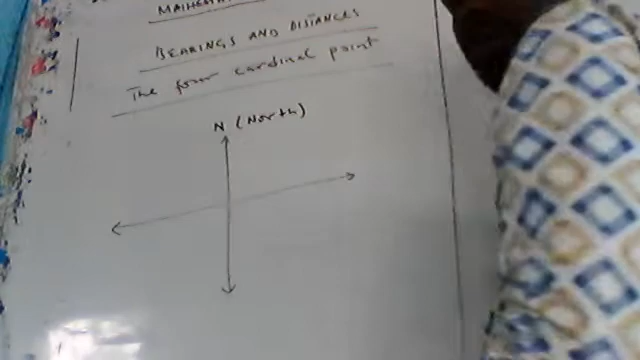 BEARINGS AND DISTANCES
The four cardinal point
N (North)